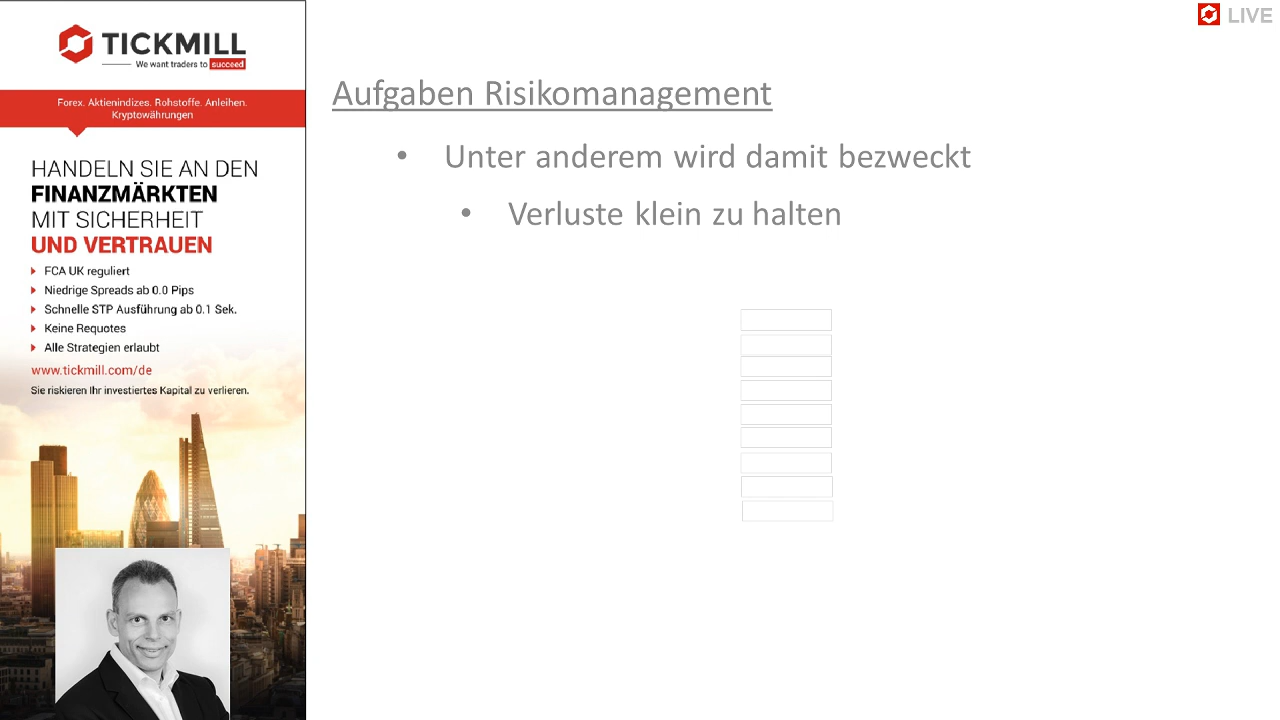 TICKMILL
We want traders to succeed
Forex. Aktienindizes. Rohstoffe. Anleihen.
Kryptowährungen
HANDELN SIE AN DEN
FINANZMÄRKTEN
MIT SICHERHEIT
UND VERTRAUEN
FCA UK reguliert
Niedrige Spreads ab 0.0 Pips
Schnelle STP Ausführung ab 0.1 Sek.
Keine Requotes
Alle Strategien erlaubt
www.tickmill.com/de
Sie riskieren Ihr investiertes Kapital zu verlieren.
LIVE
Aufgaben Risikomanagement
• Unter anderem wird damit bezweckt
• Verluste klein zu halten